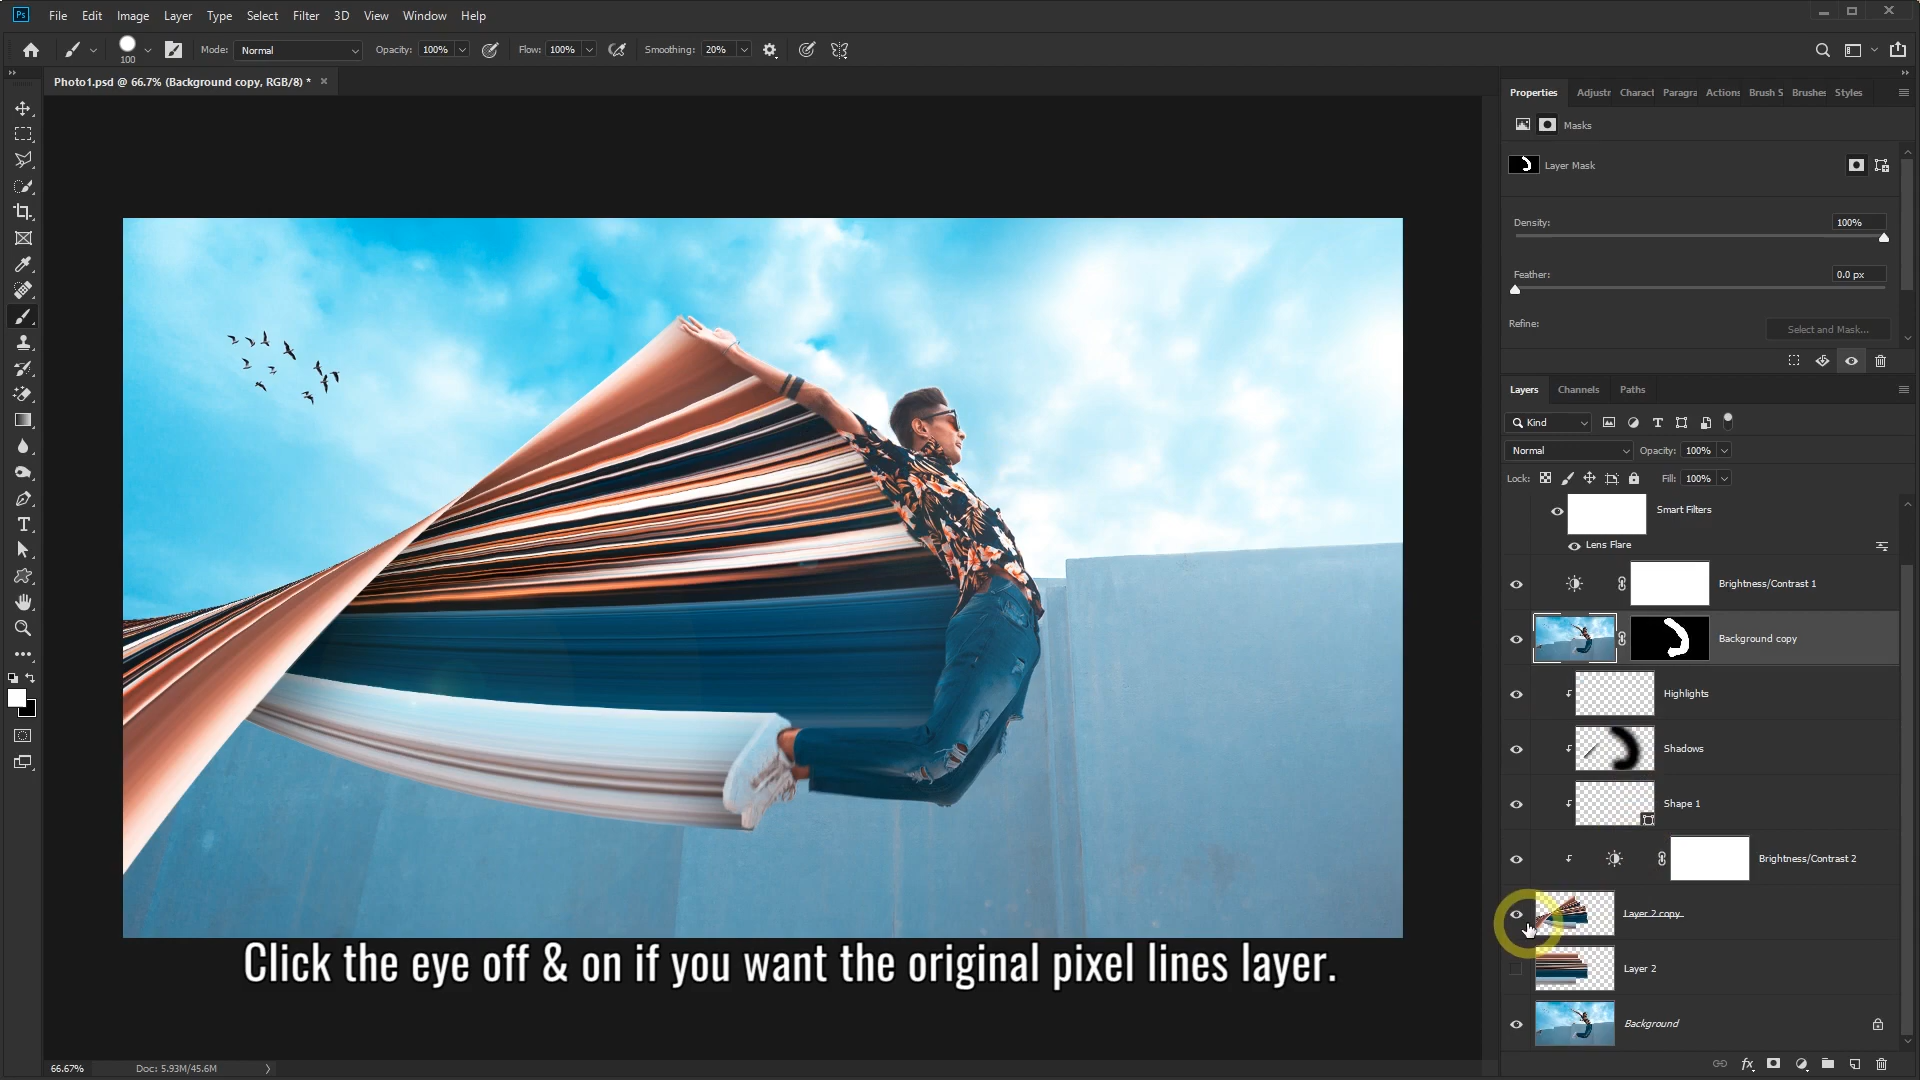 Ps File Edit Image Layer Type Select Filter 3D View Window Help
100 Mode: Normal Opacity: 100% Flow: 100% Smoothing: 20%
Photo1.psd @ 66.7% (Background copy, RGB/8) *
Properties Adjustr Charact Paragra Actions Brush S Brushes Styles
Masks
Layer Mask
Density: 100%
Feather: 0.0 px
Refine:
Select and Mask...
Layers Channels Paths
Kind
Normal Opacity: 100%
Lock: Fill: 100%
Smart Filters
Lens Flare
Brightness/Contrast 1
Background copy
Highlights
Shadows
Shape 1
Brightness/Contrast 2
Layer 2 copy
Layer 2
Background
Click the eye off & on if you want the original pixel lines layer.
66.67% Doc: 5.93M/45.6M